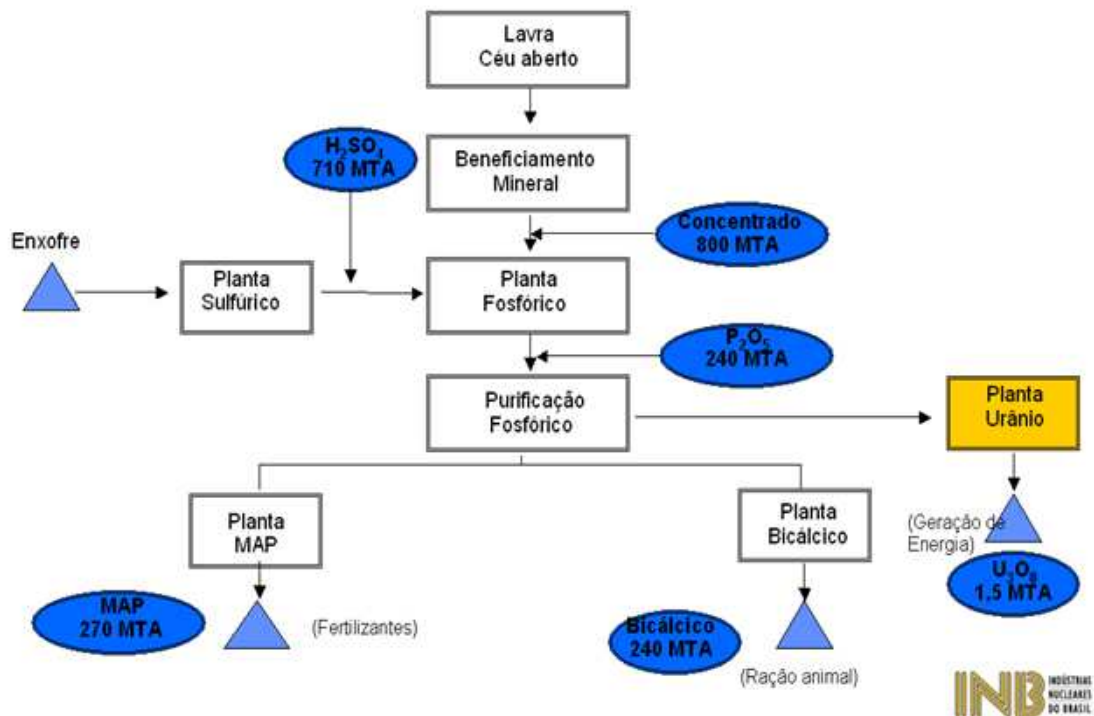 Lavra
Céu aberto
H₂SO₄
710 MTA
Beneficiamento
Mineral
Concentrado
800 MTA
Enxofre
Planta
Sulfúrico
Planta
Fosfórico
P₂O₅
240 MTA
Purificação
Fosfórico
Planta
Urânio
Planta
MAP
Planta
Bicálcico
(Geração de
Energia)
U₃O₈
1,5 MTA
MAP
270 MTA
(Fertilizantes)
Bicálcico
240 MTA
(Ração animal)
INB
INDÚSTRIAS
NUCLEARES
DO BRASIL